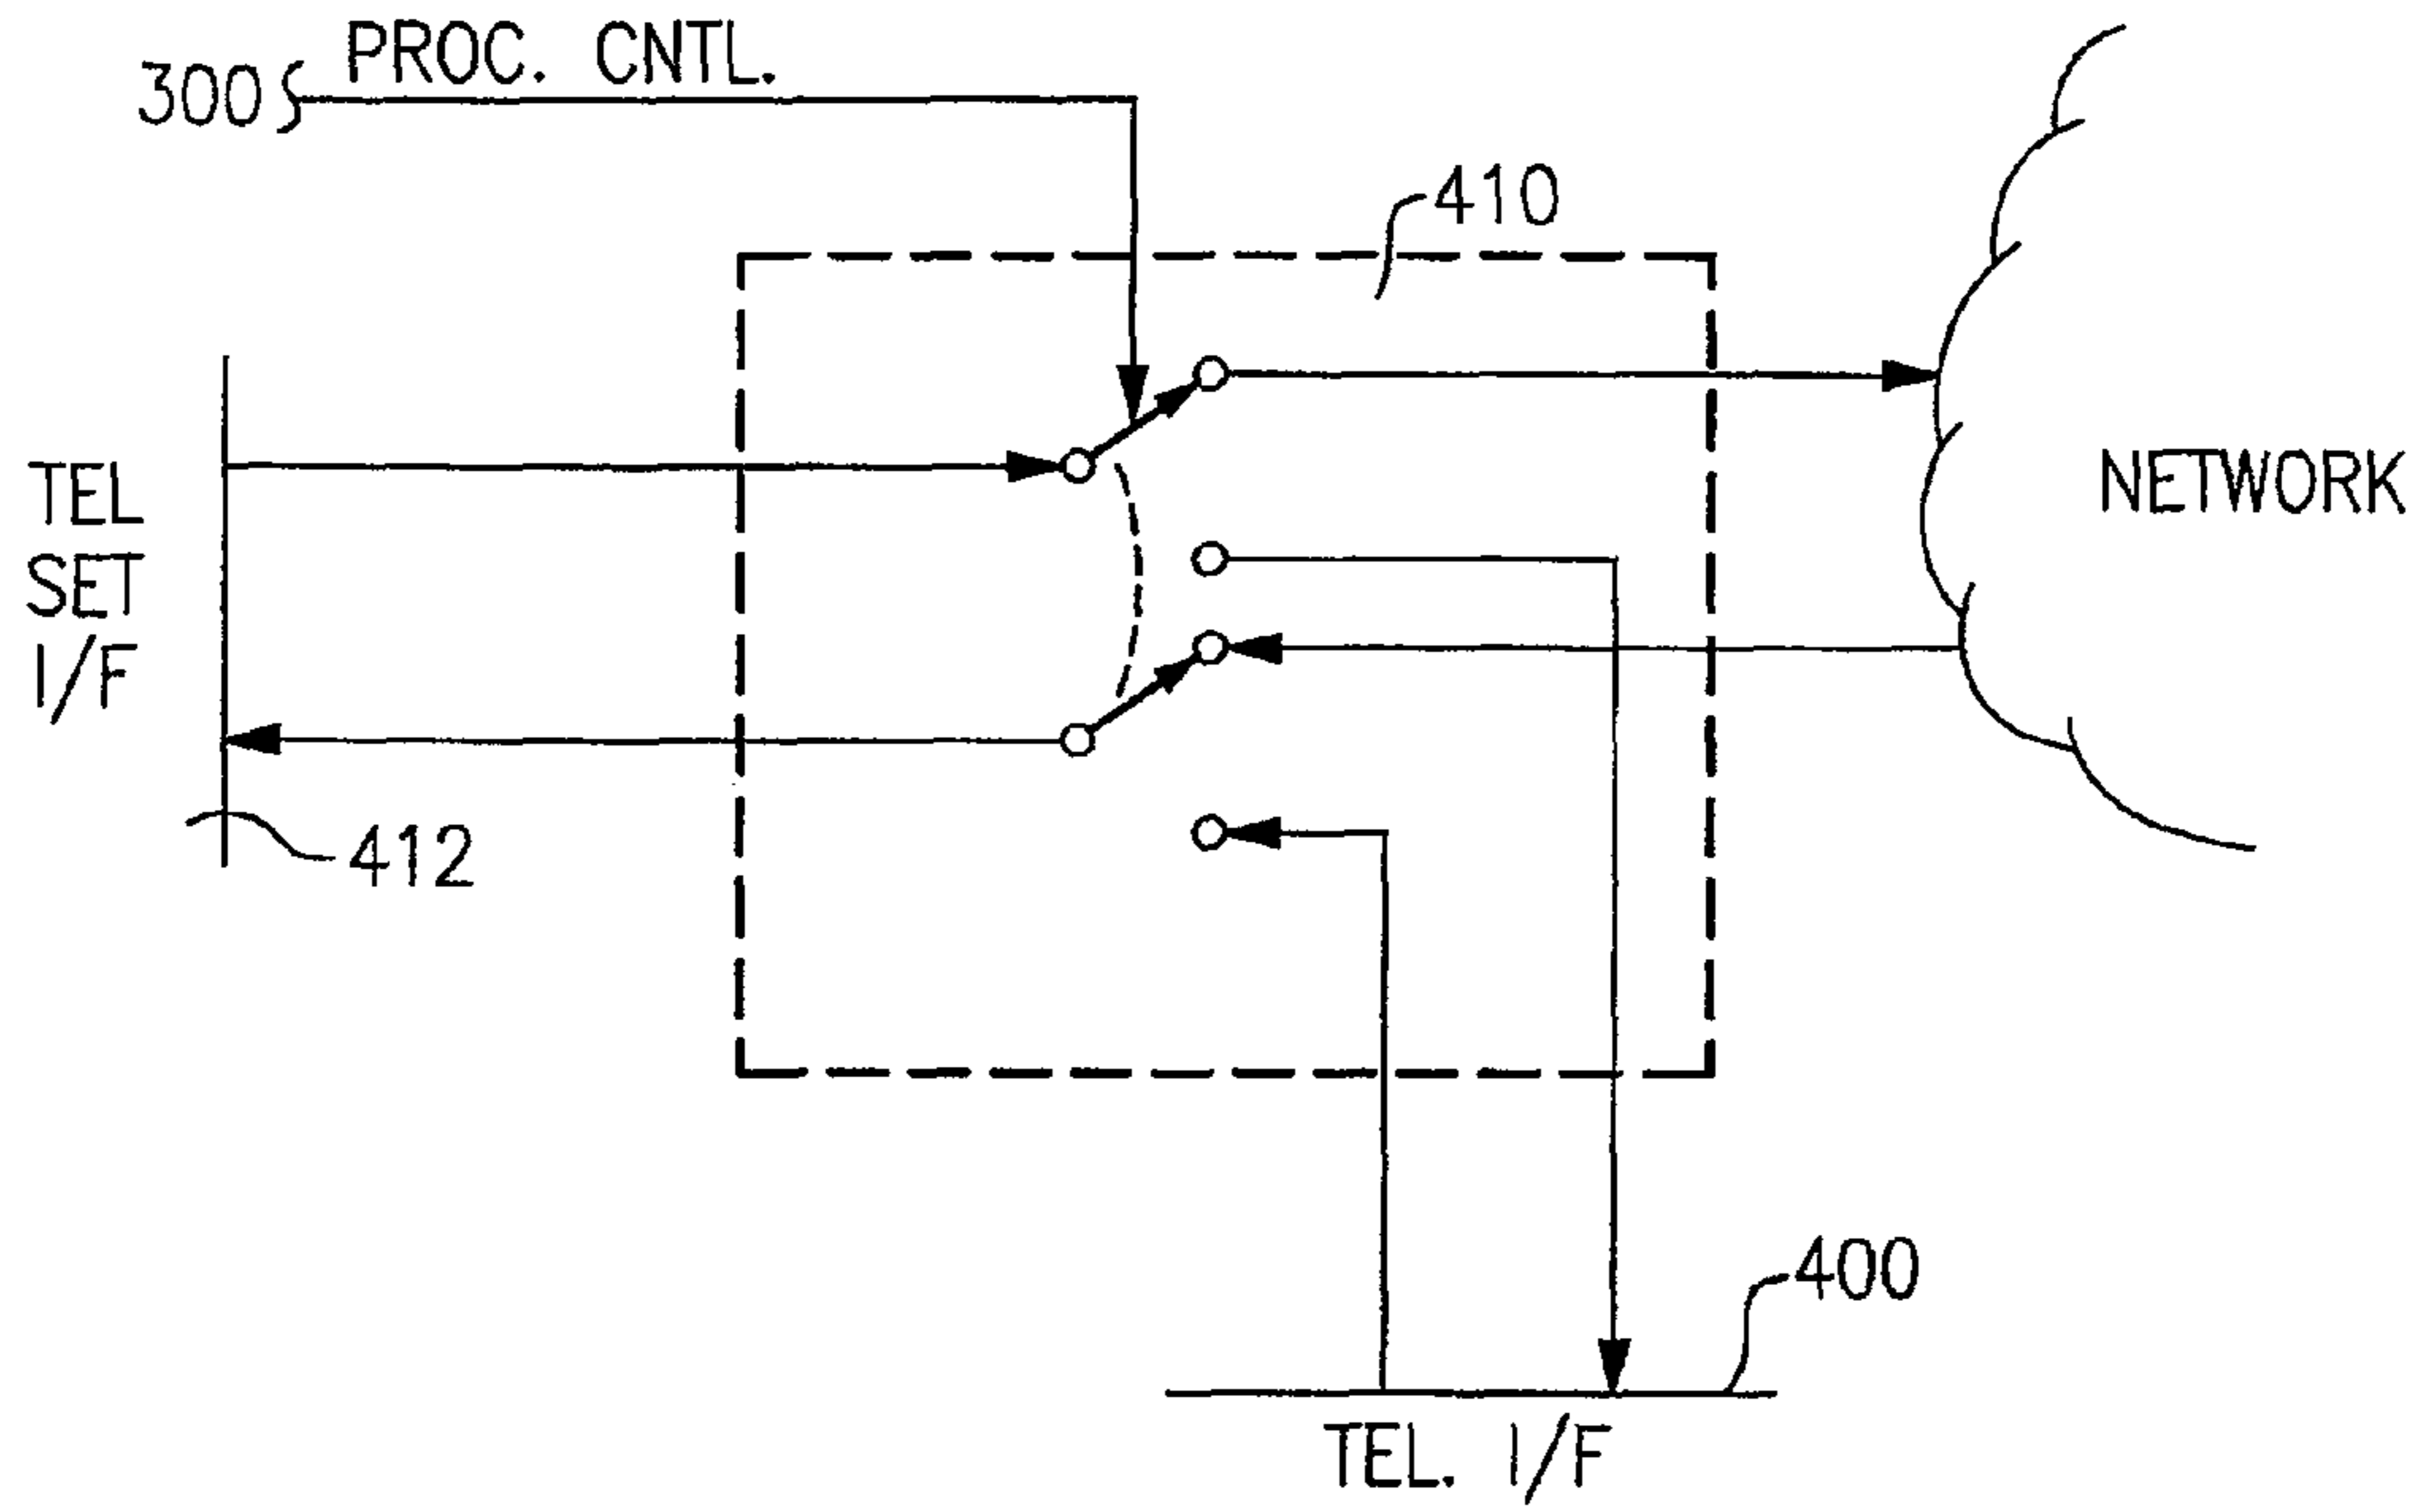 PROC. CNTL.
300
410
TEL
SET
I/F
NETWORK
412
400
TEL. I/F